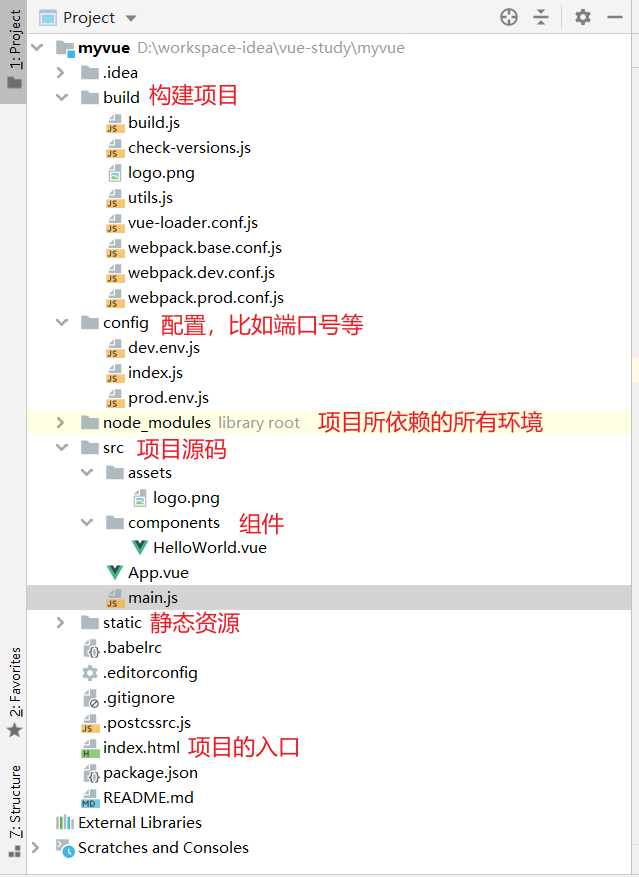 Project
1: Project
myvue D:\workspace-idea\vue-study\myvue
.idea
build 构建项目
build.js
check-versions.js
logo.png
utils.js
vue-loader.conf.js
webpack.base.conf.js
webpack.dev.conf.js
webpack.prod.conf.js
config 配置，比如端口号等
dev.env.js
index.js
prod.env.js
node_modules library root 项目所依赖的所有环境
src 项目源码
assets
logo.png
components 组件
HelloWorld.vue
App.vue
main.js
static 静态资源
.babelrc
.editorconfig
.gitignore
.postcssrc.js
index.html 项目的入口
package.json
README.md
External Libraries
Scratches and Consoles
2: Favorites
7: Structure